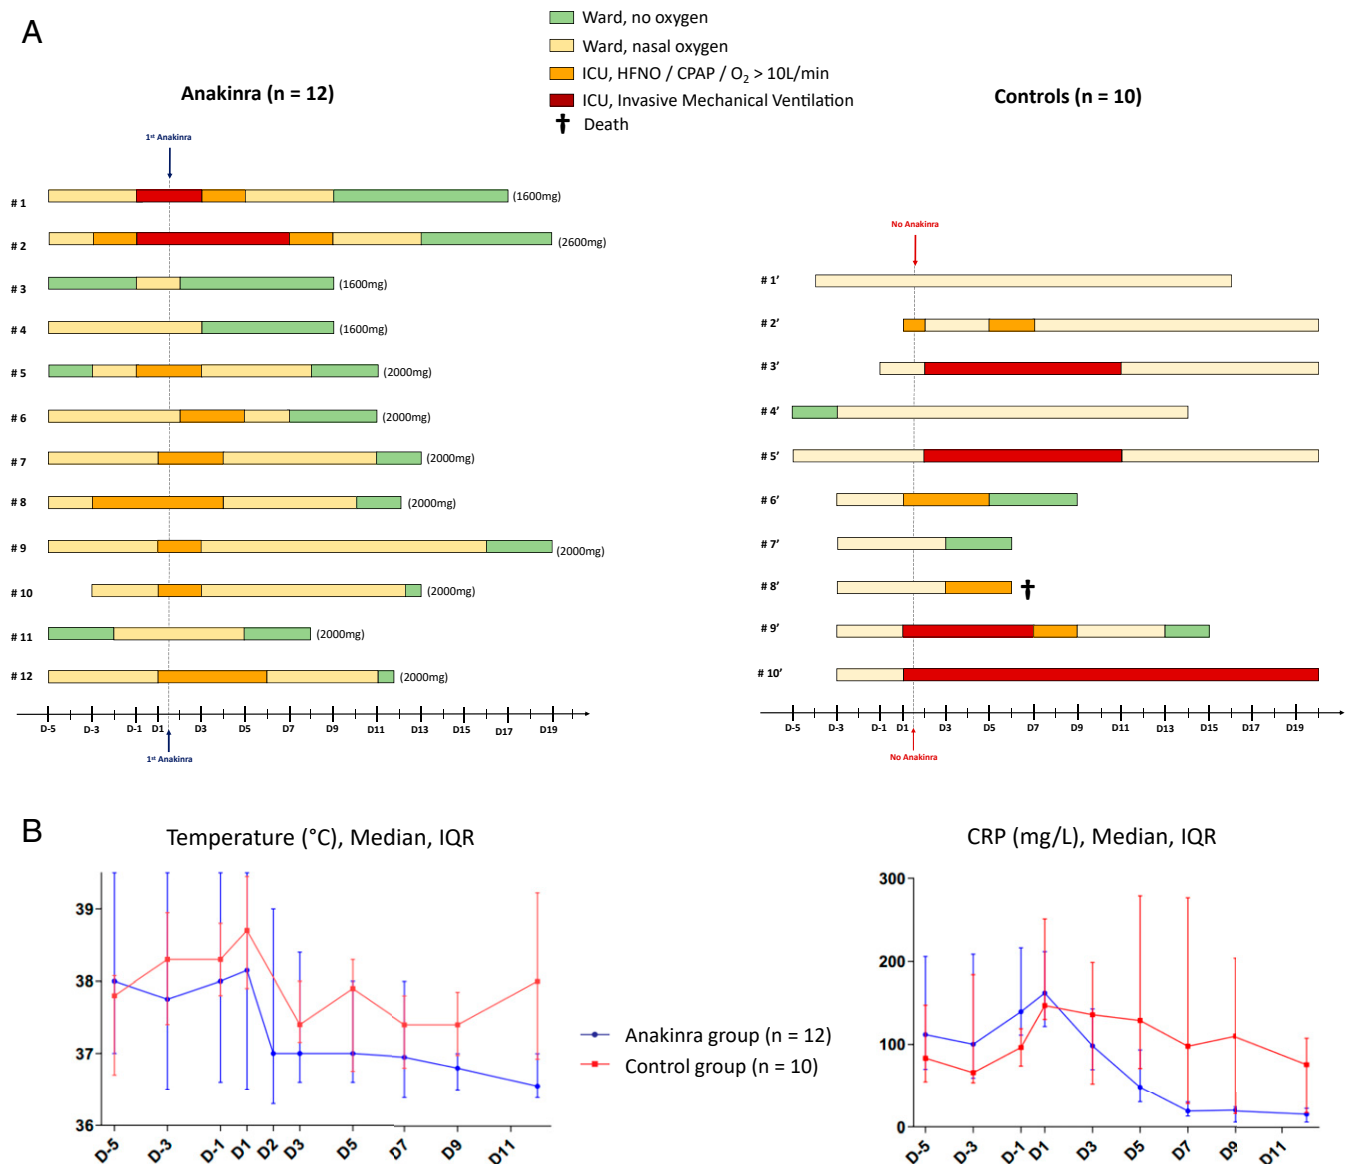 A
Ward, no oxygen
Ward, nasal oxygen
ICU, HFNO / CPAP / O₂ > 10L/min
ICU, Invasive Mechanical Ventilation
Death
Anakinra (n = 12)
Controls (n = 10)
1st Anakinra
# 1
(1600mg)
# 2
(2600mg)
# 3
(1600mg)
# 4
(1600mg)
# 5
(2000mg)
# 6
(2000mg)
# 7
(2000mg)
# 8
(2000mg)
# 9
(2000mg)
# 10
(2000mg)
# 11
(2000mg)
# 12
(2000mg)
D-5 D-3 D-1 D1 D3 D5 D7 D9 D11 D13 D15 D17 D19
1st Anakinra
No Anakinra
# 1’
# 2’
# 3’
# 4’
# 5’
# 6’
# 7’
# 8’
# 9’
# 10’
D-5 D-3 D-1 D1 D3 D5 D7 D9 D11 D13 D15 D17 D19
No Anakinra
B
Temperature (°C), Median, IQR
39
38
37
36
D-5 D-3 D-1 D1 D2 D3 D5 D7 D9 D11
Anakinra group (n = 12)
Control group (n = 10)
CRP (mg/L), Median, IQR
300
200
100
0
D-5 D-3 D-1 D1 D3 D5 D7 D9 D11